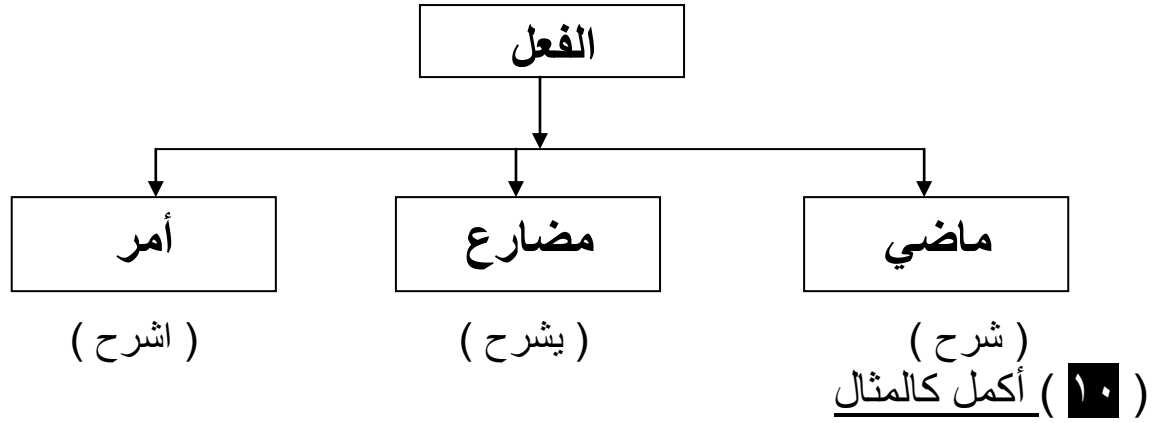 الفعل
ماضي مضارع أمر
( شرح ) ( يشرح ) ( اشرح )
( ١٠ ) أكمل كالمثال